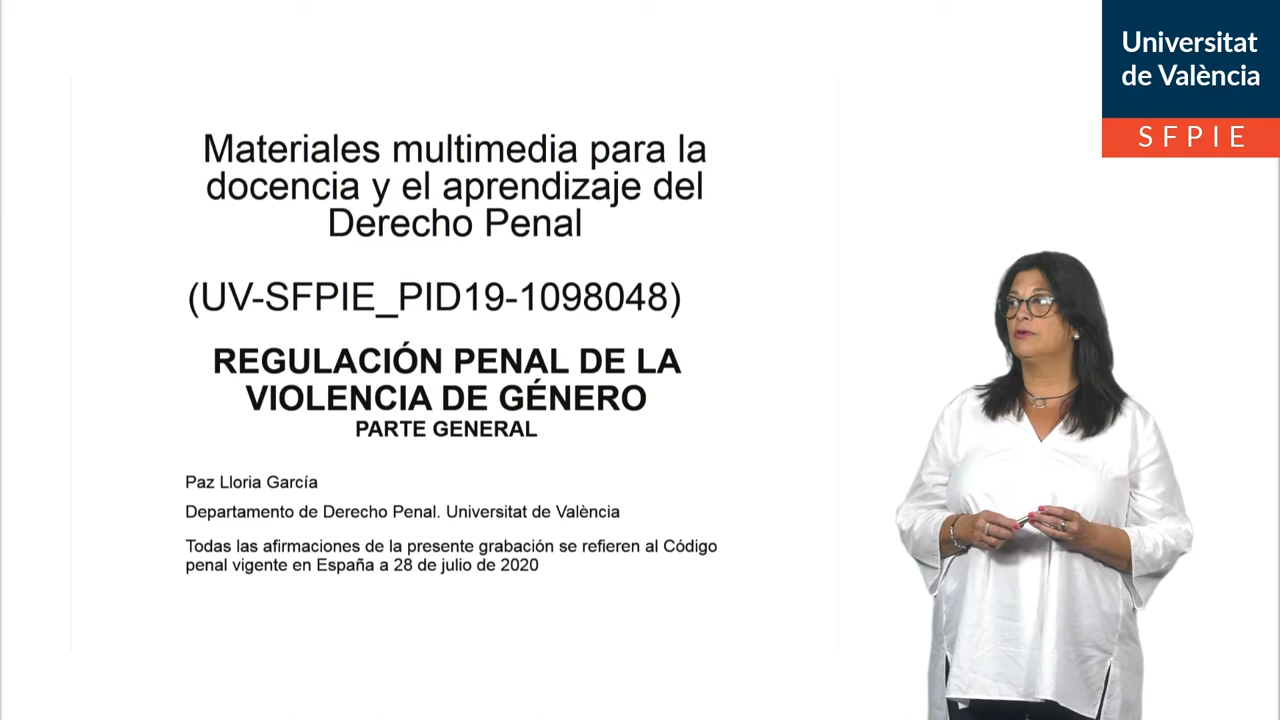 Universitat
de València
SFPIE
Materiales multimedia para la
docencia y el aprendizaje del
Derecho Penal
(UV-SFPIE_PID19-1098048)
REGULACIÓN PENAL DE LA
VIOLENCIA DE GÉNERO
PARTE GENERAL
Paz Lloria García
Departamento de Derecho Penal. Universitat de València
Todas las afirmaciones de la presente grabación se refieren al Código
penal vigente en España a 28 de julio de 2020